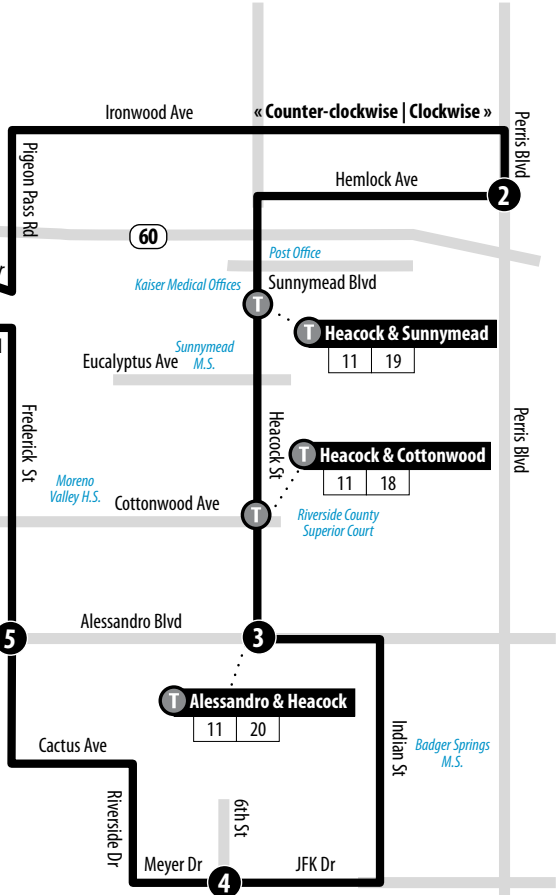 Ironwood Ave
« Counter-clockwise | Clockwise »
Perris Blvd
Pigeon Pass Rd
Hemlock Ave
2
60
Post Office
Kaiser Medical Offices
Sunnymead Blvd
T
T Heacock & Sunnymead
11 19
Sunnymead
M.S.
Eucalyptus Ave
Frederick St
Heacock St
Perris Blvd
T Heacock & Cottonwood
11 18
Moreno
Valley H.S.
Cottonwood Ave
T
Riverside County
Superior Court
Alessandro Blvd
5
3
T Alessandro & Heacock
11 20
Indian St
Badger Springs
M.S.
Cactus Ave
Riverside Dr
6th St
Meyer Dr
4
JFK Dr